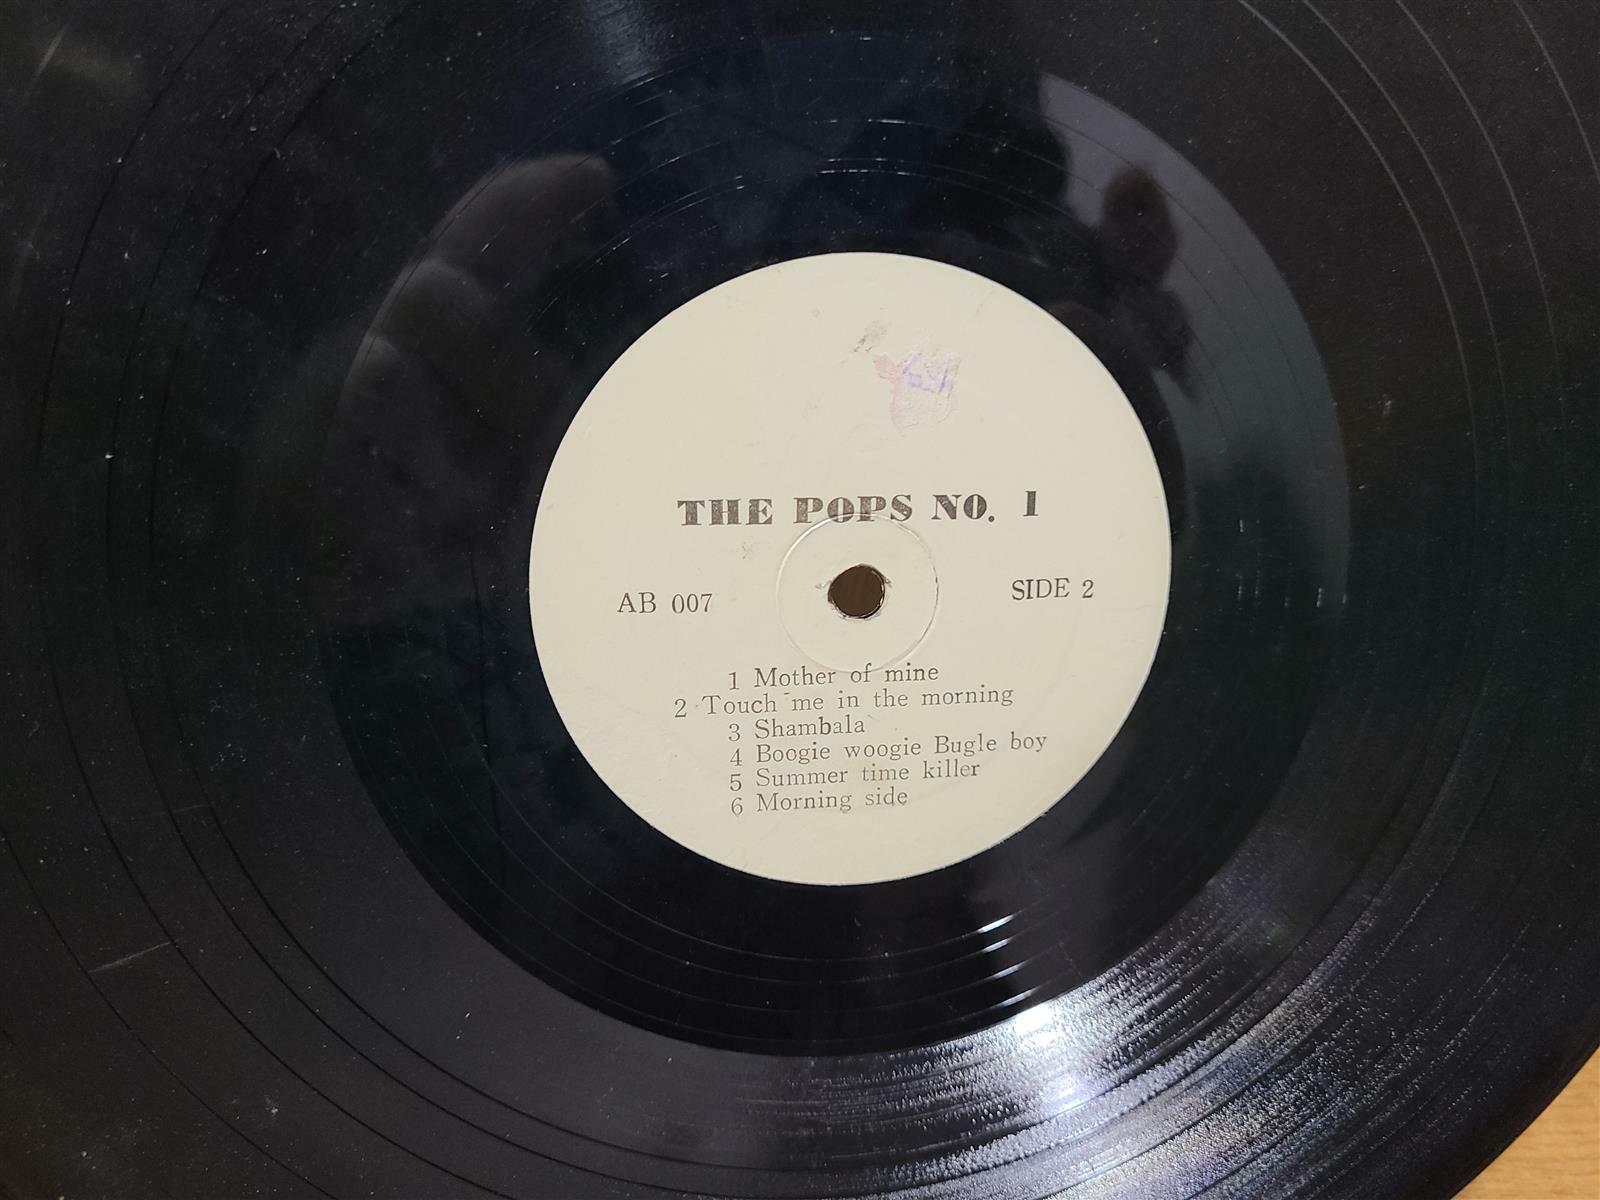 THE POPS NO. 1
AB 007
SIDE 2
1 Mother of mine
2 Touch me in the morning
3 Shambala
4 Boogie woogie Bugle boy
5 Summer time killer
6 Morning side